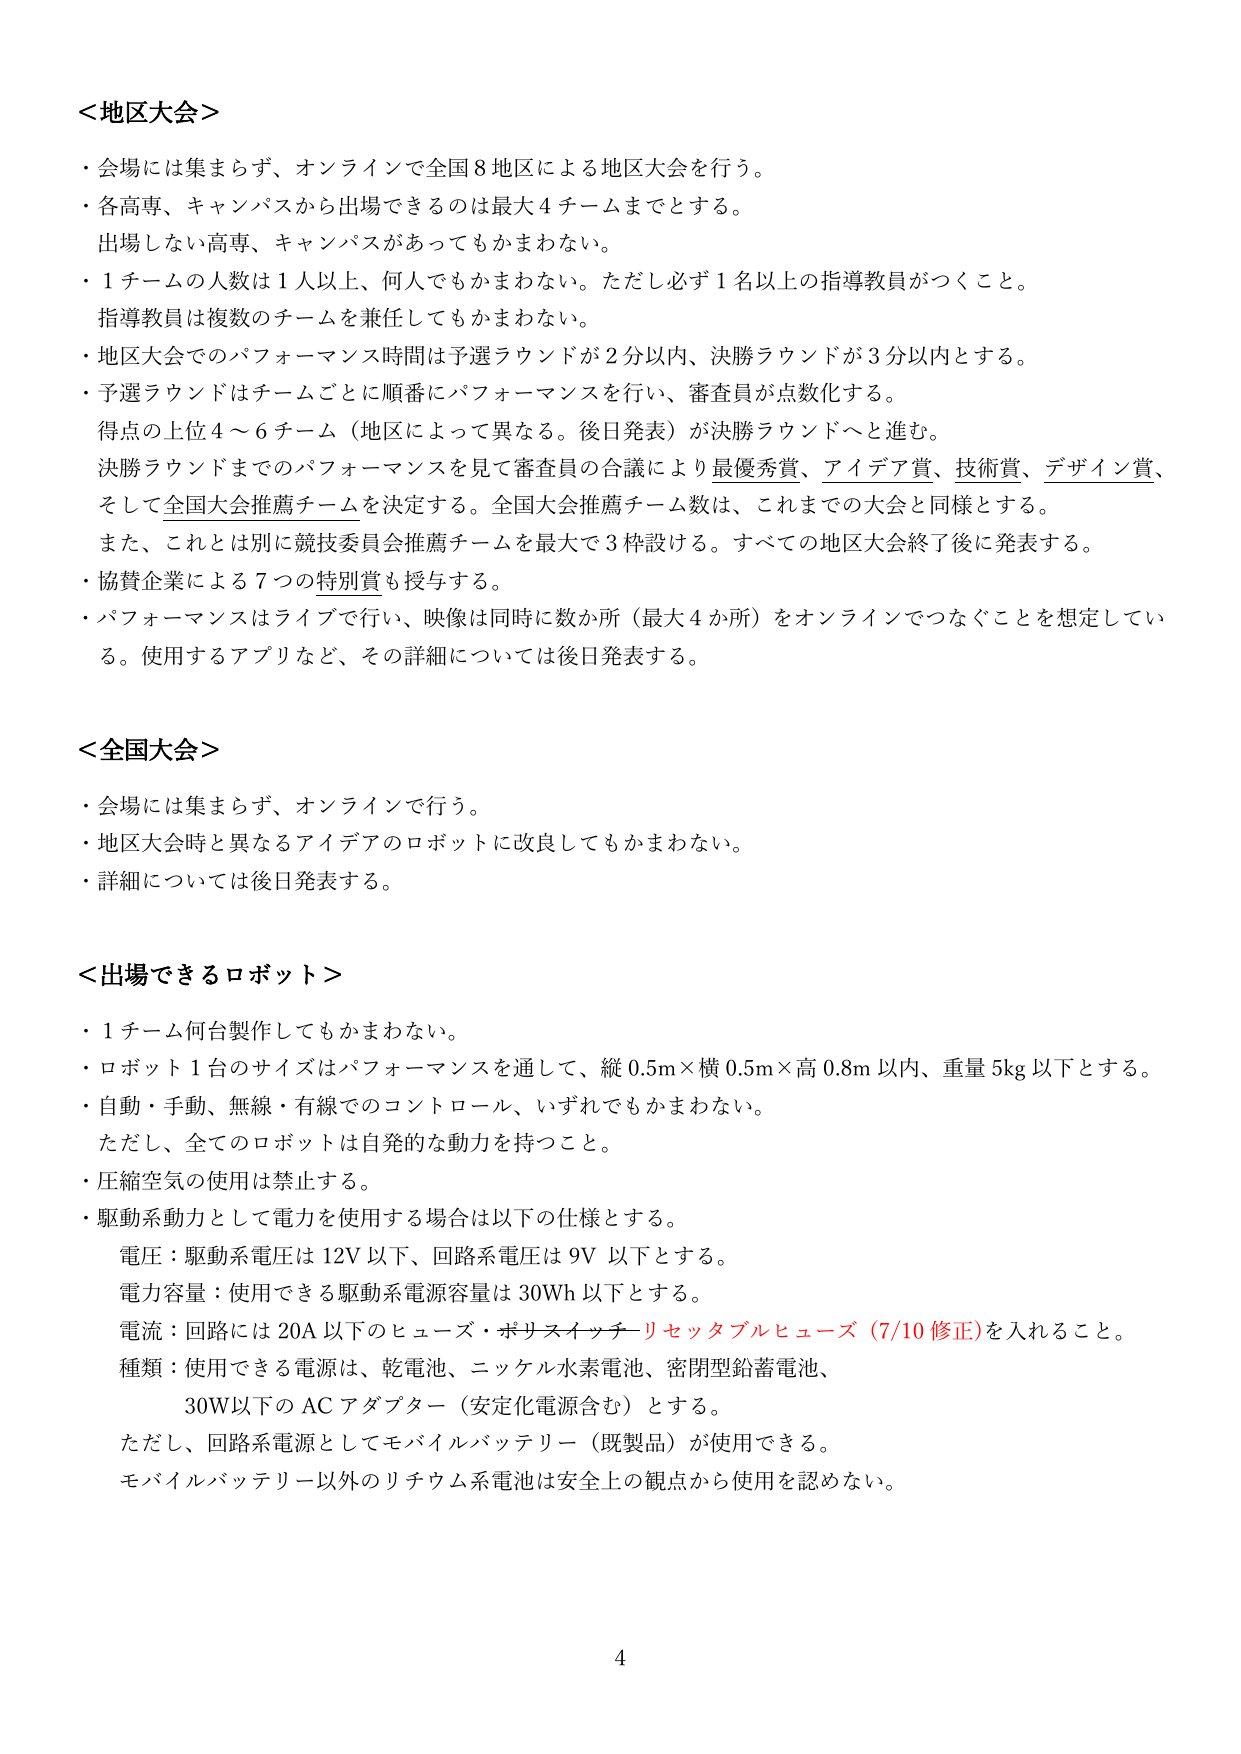 ＜地区大会＞
・会場には集まらず、オンラインで全国８地区による地区大会を行う。
・各高専、キャンパスから出場できるのは最大４チームまでとする。
出場しない高専、キャンパスがあってもかまわない。
・１チームの人数は１人以上、何人でもかまわない。ただし必ず１名以上の指導教員がつくこと。
指導教員は複数のチームを兼任してもかまわない。
・地区大会でのパフォーマンス時間は予選ラウンドが２分以内、決勝ラウンドが３分以内とする。
・予選ラウンドはチームごとに順番にパフォーマンスを行い、審査員が点数化する。
得点の上位４～６チーム（地区によって異なる。後日発表）が決勝ラウンドへと進む。
決勝ラウンドまでのパフォーマンスを見て審査員の合議により最優秀賞、アイデア賞、技術賞、デザイン賞、
そして全国大会推薦チームを決定する。全国大会推薦チーム数は、これまでの大会と同様とする。
また、これとは別に競技委員会推薦チームを最大で３枠設ける。すべての地区大会終了後に発表する。
・協賛企業による７つの特別賞も授与する。
・パフォーマンスはライブで行い、映像は同時に数か所（最大４か所）をオンラインでつなぐことを想定してい
る。使用するアプリなど、その詳細については後日発表する。
＜全国大会＞
・会場には集まらず、オンラインで行う。
・地区大会時と異なるアイデアのロボットに改良してもかまわない。
・詳細については後日発表する。
＜出場できるロボット＞
・１チーム何台製作してもかまわない。
・ロボット１台のサイズはパフォーマンスを通して、縦 0.5m×横 0.5m×高 0.8m 以内、重量 5kg 以下とする。
・自動・手動、無線・有線でのコントロール、いずれでもかまわない。
ただし、全てのロボットは自発的な動力を持つこと。
・圧縮空気の使用は禁止する。
・駆動系動力として電力を使用する場合は以下の仕様とする。
電圧：駆動系電圧は 12V 以下、回路系電圧は 9V 以下とする。
電力容量：使用できる駆動系電源容量は 30Wh 以下とする。
電流：回路には 20A 以下のヒューズ・ポリスイッチ リセッタブルヒューズ（7/10 修正)を入れること。
種類：使用できる電源は、乾電池、ニッケル水素電池、密閉型鉛蓄電池、
30W以下の AC アダプター（安定化電源含む）とする。
ただし、回路系電源としてモバイルバッテリー（既製品）が使用できる。
モバイルバッテリー以外のリチウム系電池は安全上の観点から使用を認めない。
4